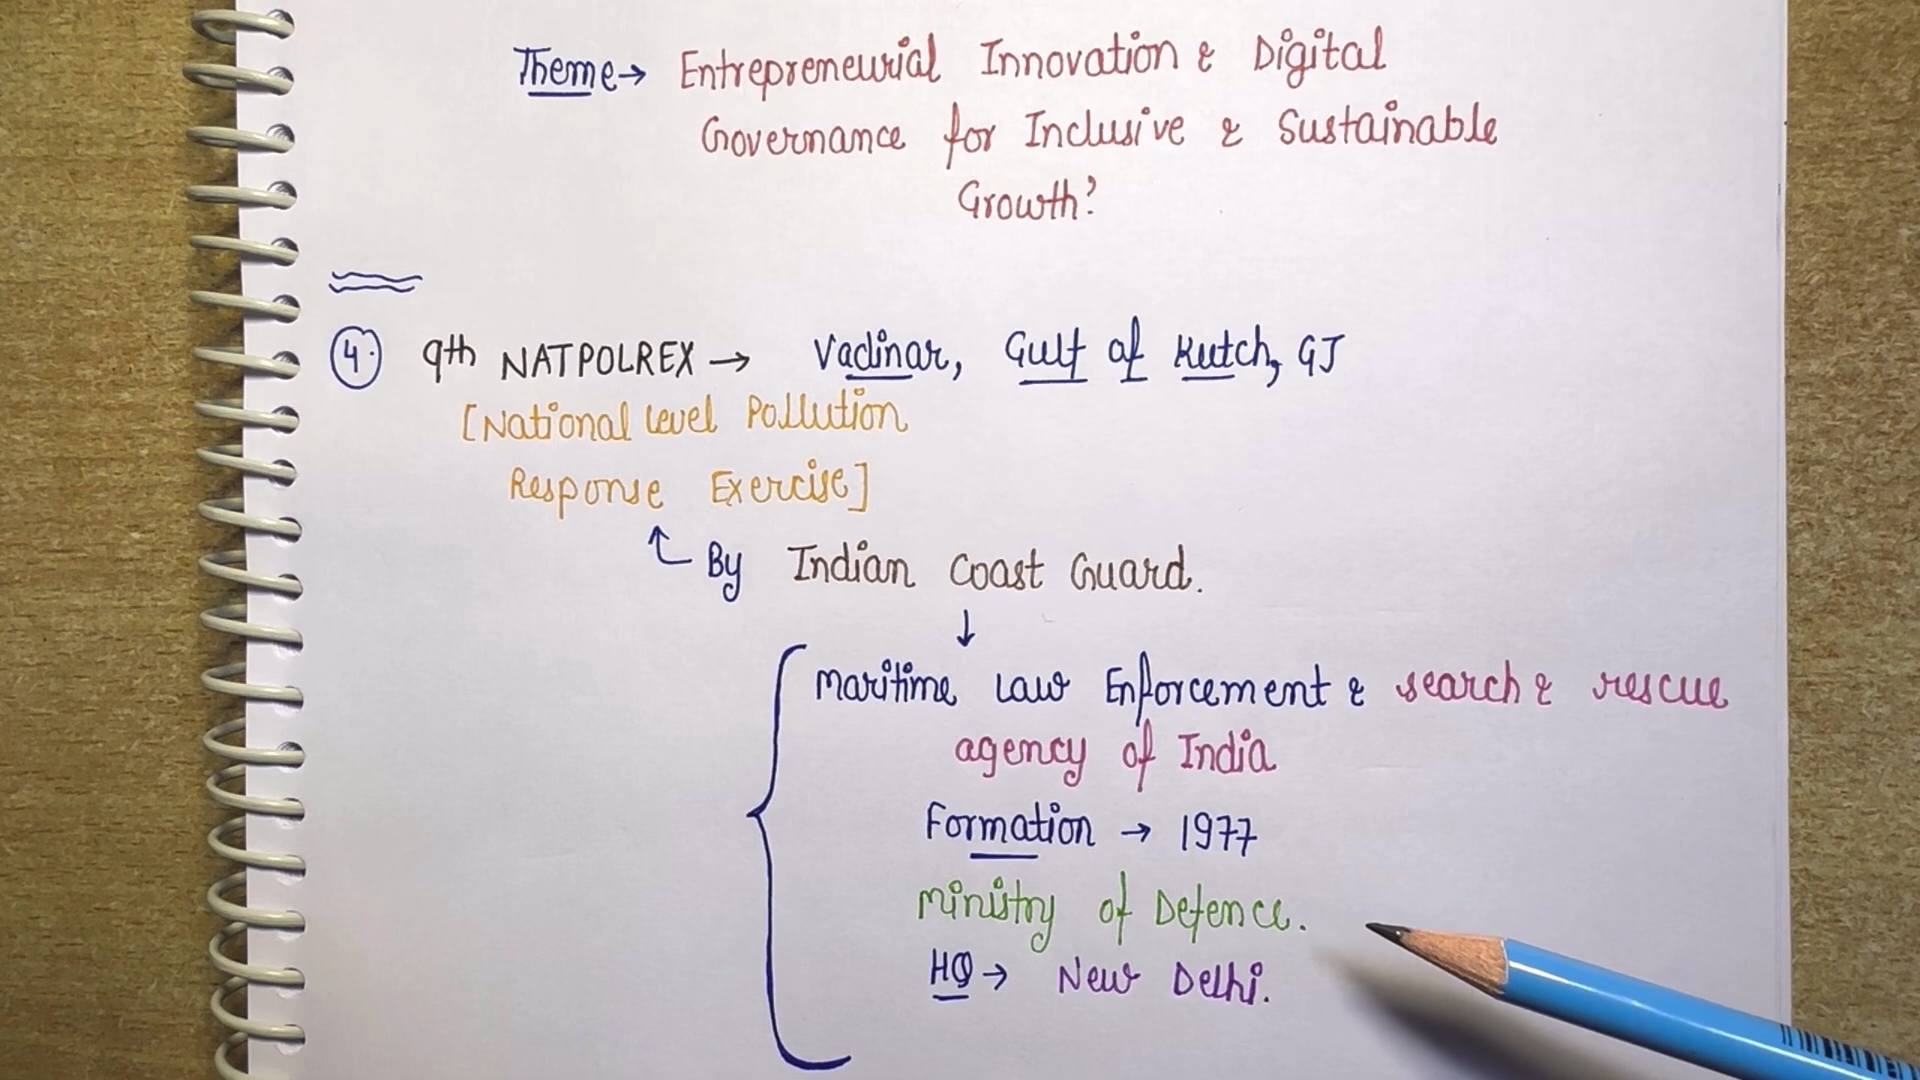 Theme → Entrepreneurial Innovation & Digital
Governance for Inclusive & Sustainable
Growth?
4. 9th NATPOLREX → Vadinar, Gulf of Kutch, GJ
[National Level Pollution
Response Exercise]
By Indian Coast Guard.
↓
Maritime Law Enforcement & search & rescue
agency of India
Formation → 1977
Ministry of Defence.
HQ → New Delhi.